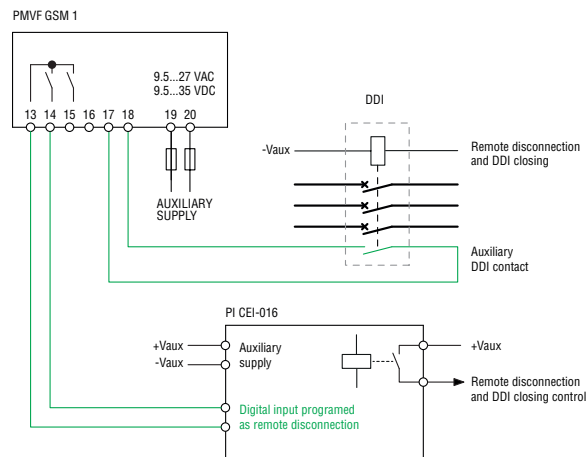 PMVF GSM 1
9.5...27 VAC
9.5...35 VDC
13 14 15 16 17 18 19 20
AUXILIARY
SUPPLY
DDI
-Vaux
Remote disconnection
and DDI closing
Auxiliary
DDI contact
PI CEI-016
+Vaux
-Vaux
Auxiliary
supply
+Vaux
Remote disconnection
and DDI closing control
Digital input programed
as remote disconnection